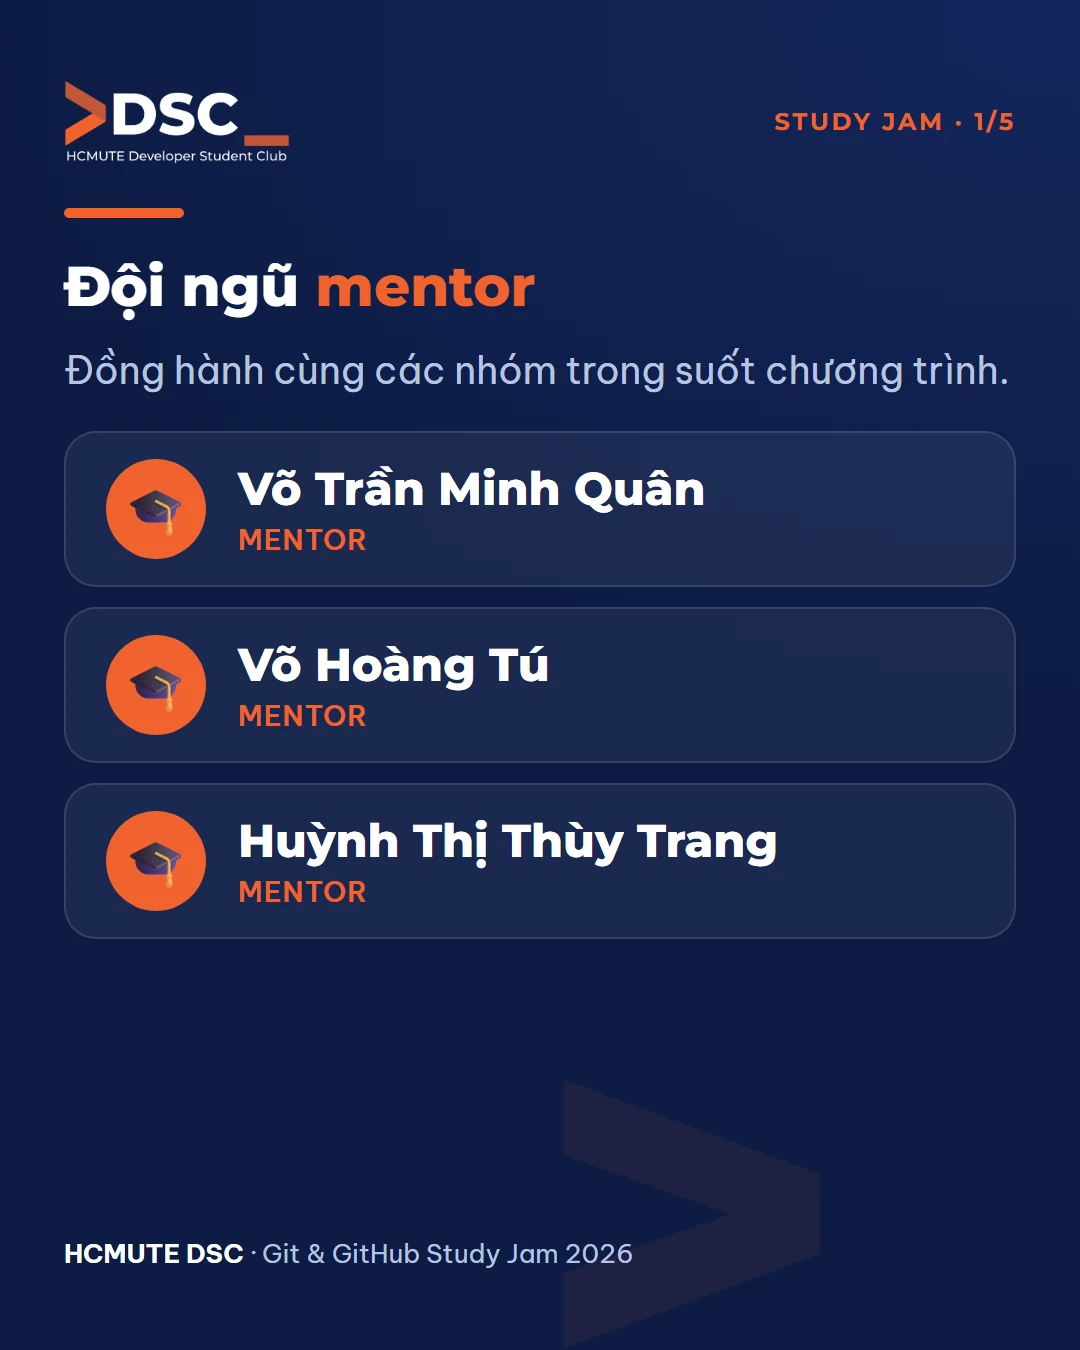 >DSC_
HCMUTE Developer Student Club
STUDY JAM · 1/5
Đội ngũ mentor
Đồng hành cùng các nhóm trong suốt chương trình.
Võ Trần Minh Quân
MENTOR
Võ Hoàng Tú
MENTOR
Huỳnh Thị Thùy Trang
MENTOR
HCMUTE DSC · Git & GitHub Study Jam 2026